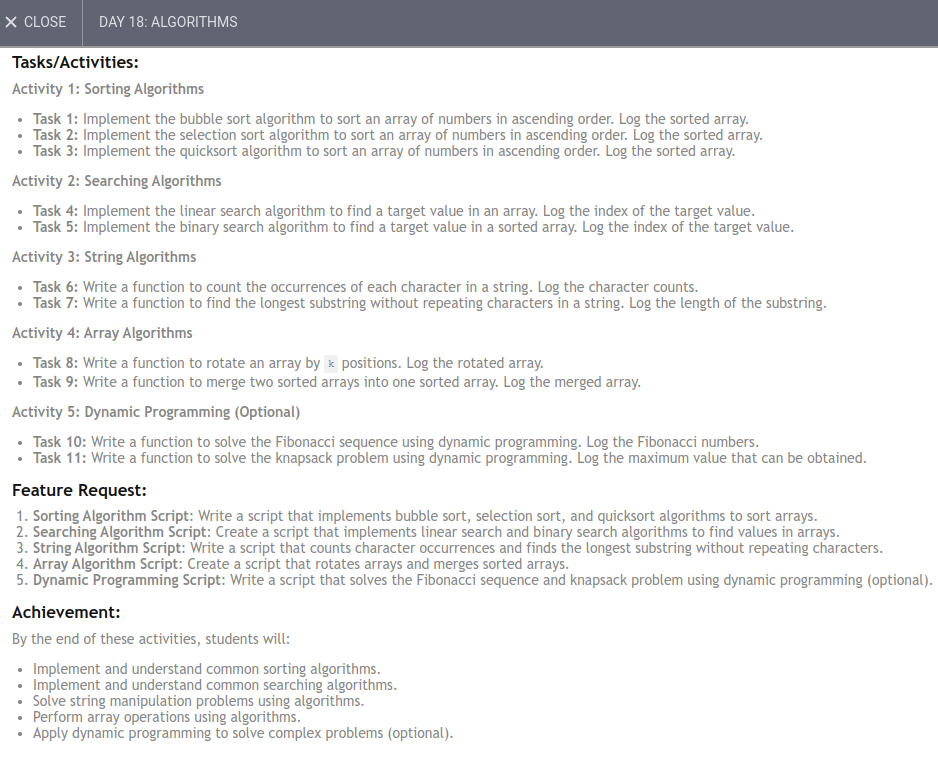 ✕ CLOSE DAY 18: ALGORITHMS
Tasks/Activities:
Activity 1: Sorting Algorithms
• Task 1: Implement the bubble sort algorithm to sort an array of numbers in ascending order. Log the sorted array.
• Task 2: Implement the selection sort algorithm to sort an array of numbers in ascending order. Log the sorted array.
• Task 3: Implement the quicksort algorithm to sort an array of numbers in ascending order. Log the sorted array.
Activity 2: Searching Algorithms
• Task 4: Implement the linear search algorithm to find a target value in an array. Log the index of the target value.
• Task 5: Implement the binary search algorithm to find a target value in a sorted array. Log the index of the target value.
Activity 3: String Algorithms
• Task 6: Write a function to count the occurrences of each character in a string. Log the character counts.
• Task 7: Write a function to find the longest substring without repeating characters in a string. Log the length of the substring.
Activity 4: Array Algorithms
• Task 8: Write a function to rotate an array by k positions. Log the rotated array.
• Task 9: Write a function to merge two sorted arrays into one sorted array. Log the merged array.
Activity 5: Dynamic Programming (Optional)
• Task 10: Write a function to solve the Fibonacci sequence using dynamic programming. Log the Fibonacci numbers.
• Task 11: Write a function to solve the knapsack problem using dynamic programming. Log the maximum value that can be obtained.
Feature Request:
1. Sorting Algorithm Script: Write a script that implements bubble sort, selection sort, and quicksort algorithms to sort arrays.
2. Searching Algorithm Script: Create a script that implements linear search and binary search algorithms to find values in arrays.
3. String Algorithm Script: Write a script that counts character occurrences and finds the longest substring without repeating characters.
4. Array Algorithm Script: Create a script that rotates arrays and merges sorted arrays.
5. Dynamic Programming Script: Write a script that solves the Fibonacci sequence and knapsack problem using dynamic programming (optional).
Achievement:
By the end of these activities, students will:
• Implement and understand common sorting algorithms.
• Implement and understand common searching algorithms.
• Solve string manipulation problems using algorithms.
• Perform array operations using algorithms.
• Apply dynamic programming to solve complex problems (optional).